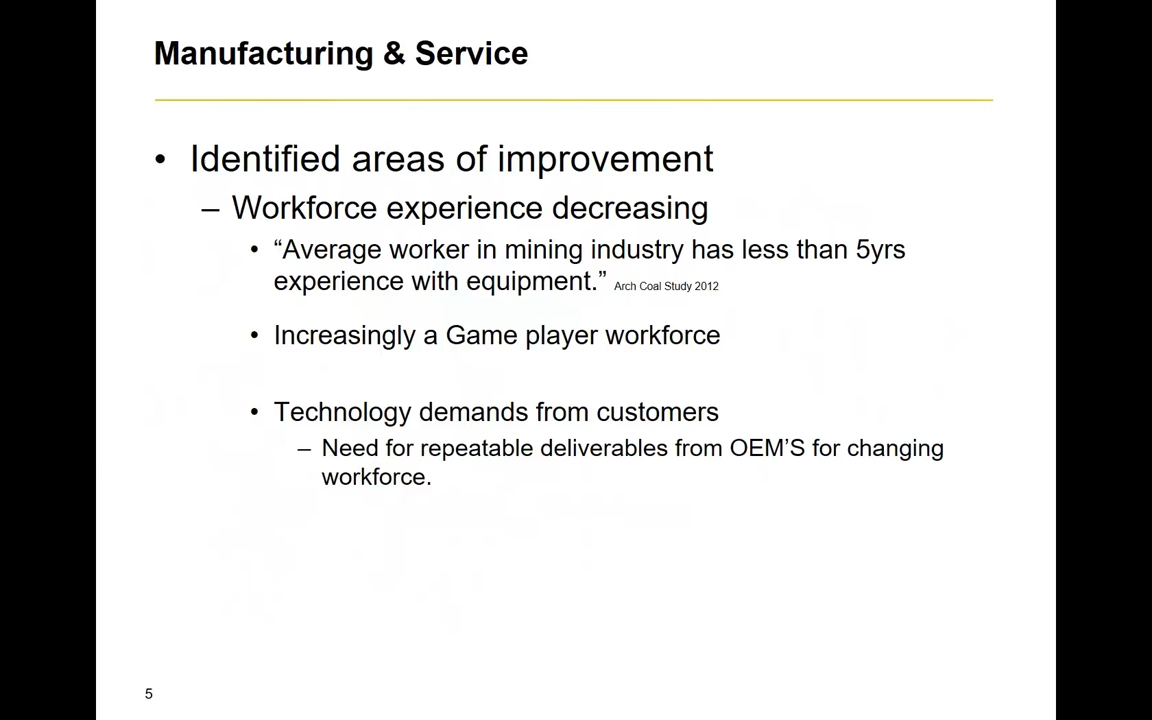 Manufacturing & Service
• Identified areas of improvement
– Workforce experience decreasing
• “Average worker in mining industry has less than 5yrs
experience with equipment.” Arch Coal Study 2012
• Increasingly a Game player workforce
• Technology demands from customers
– Need for repeatable deliverables from OEM’S for changing
workforce.
5